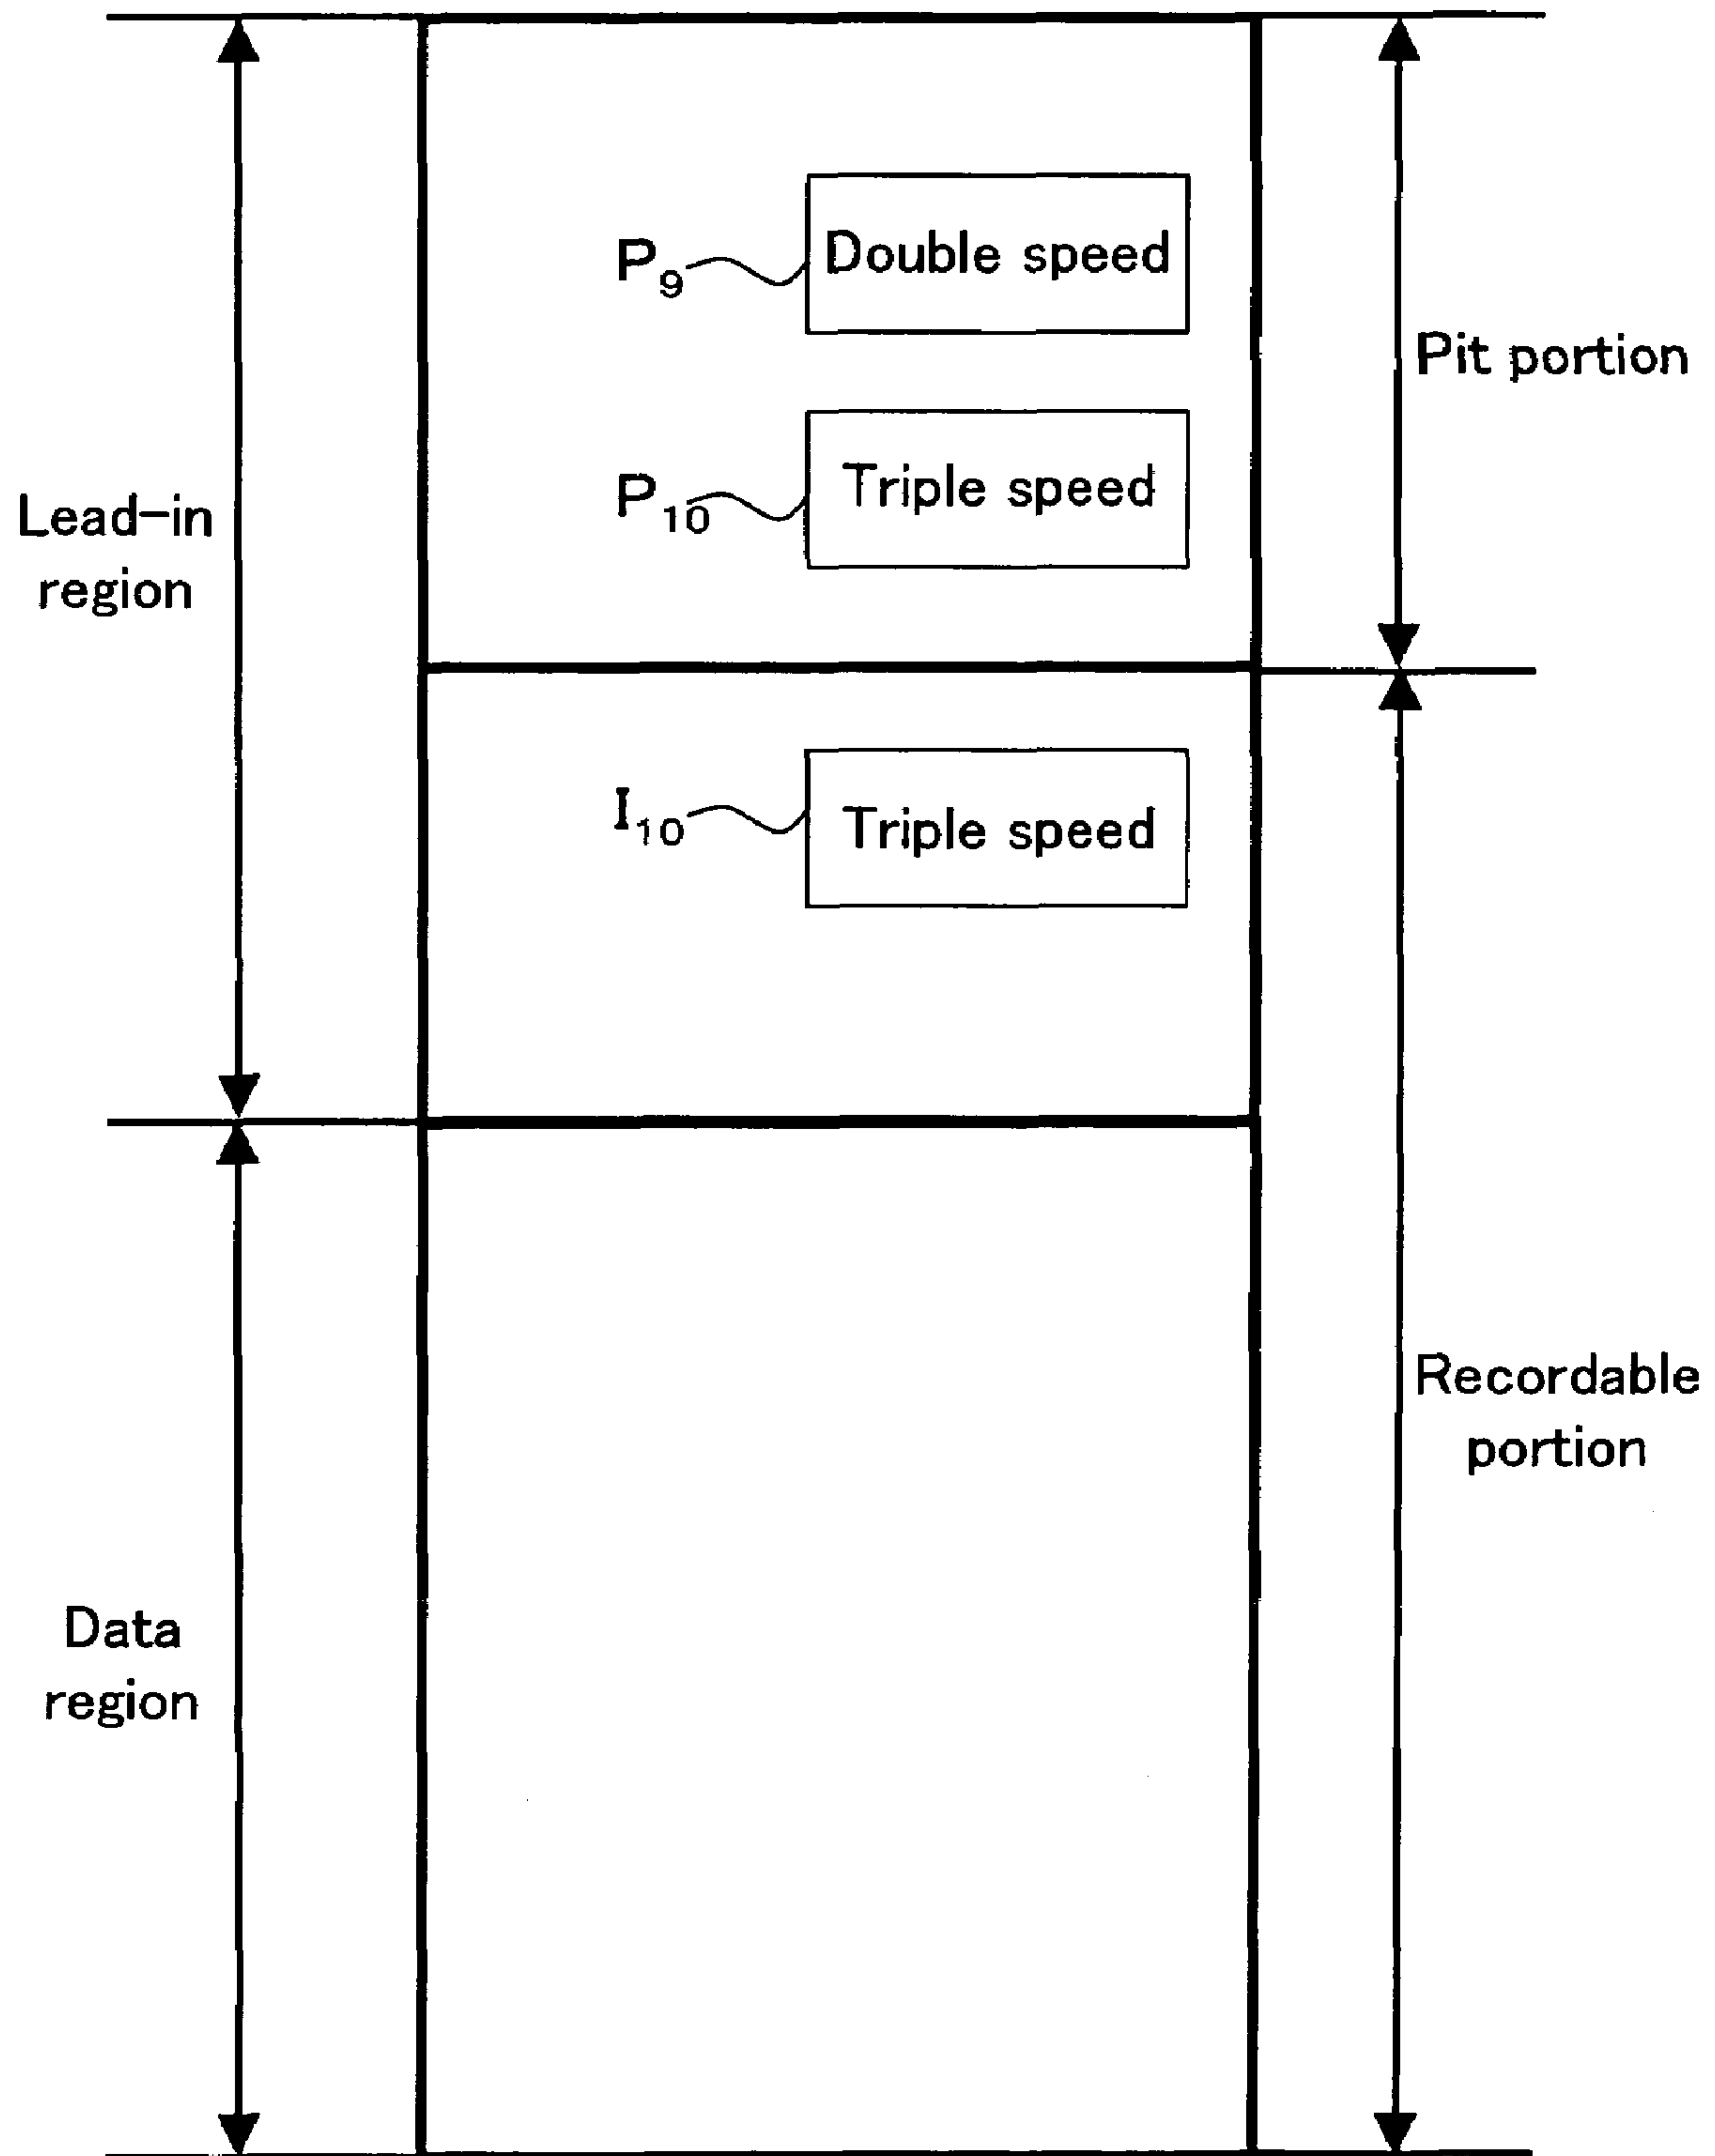 P9
Double speed
Pit portion
P10
Triple speed
Lead-in
region
I10
Triple speed
Recordable
portion
Data
region